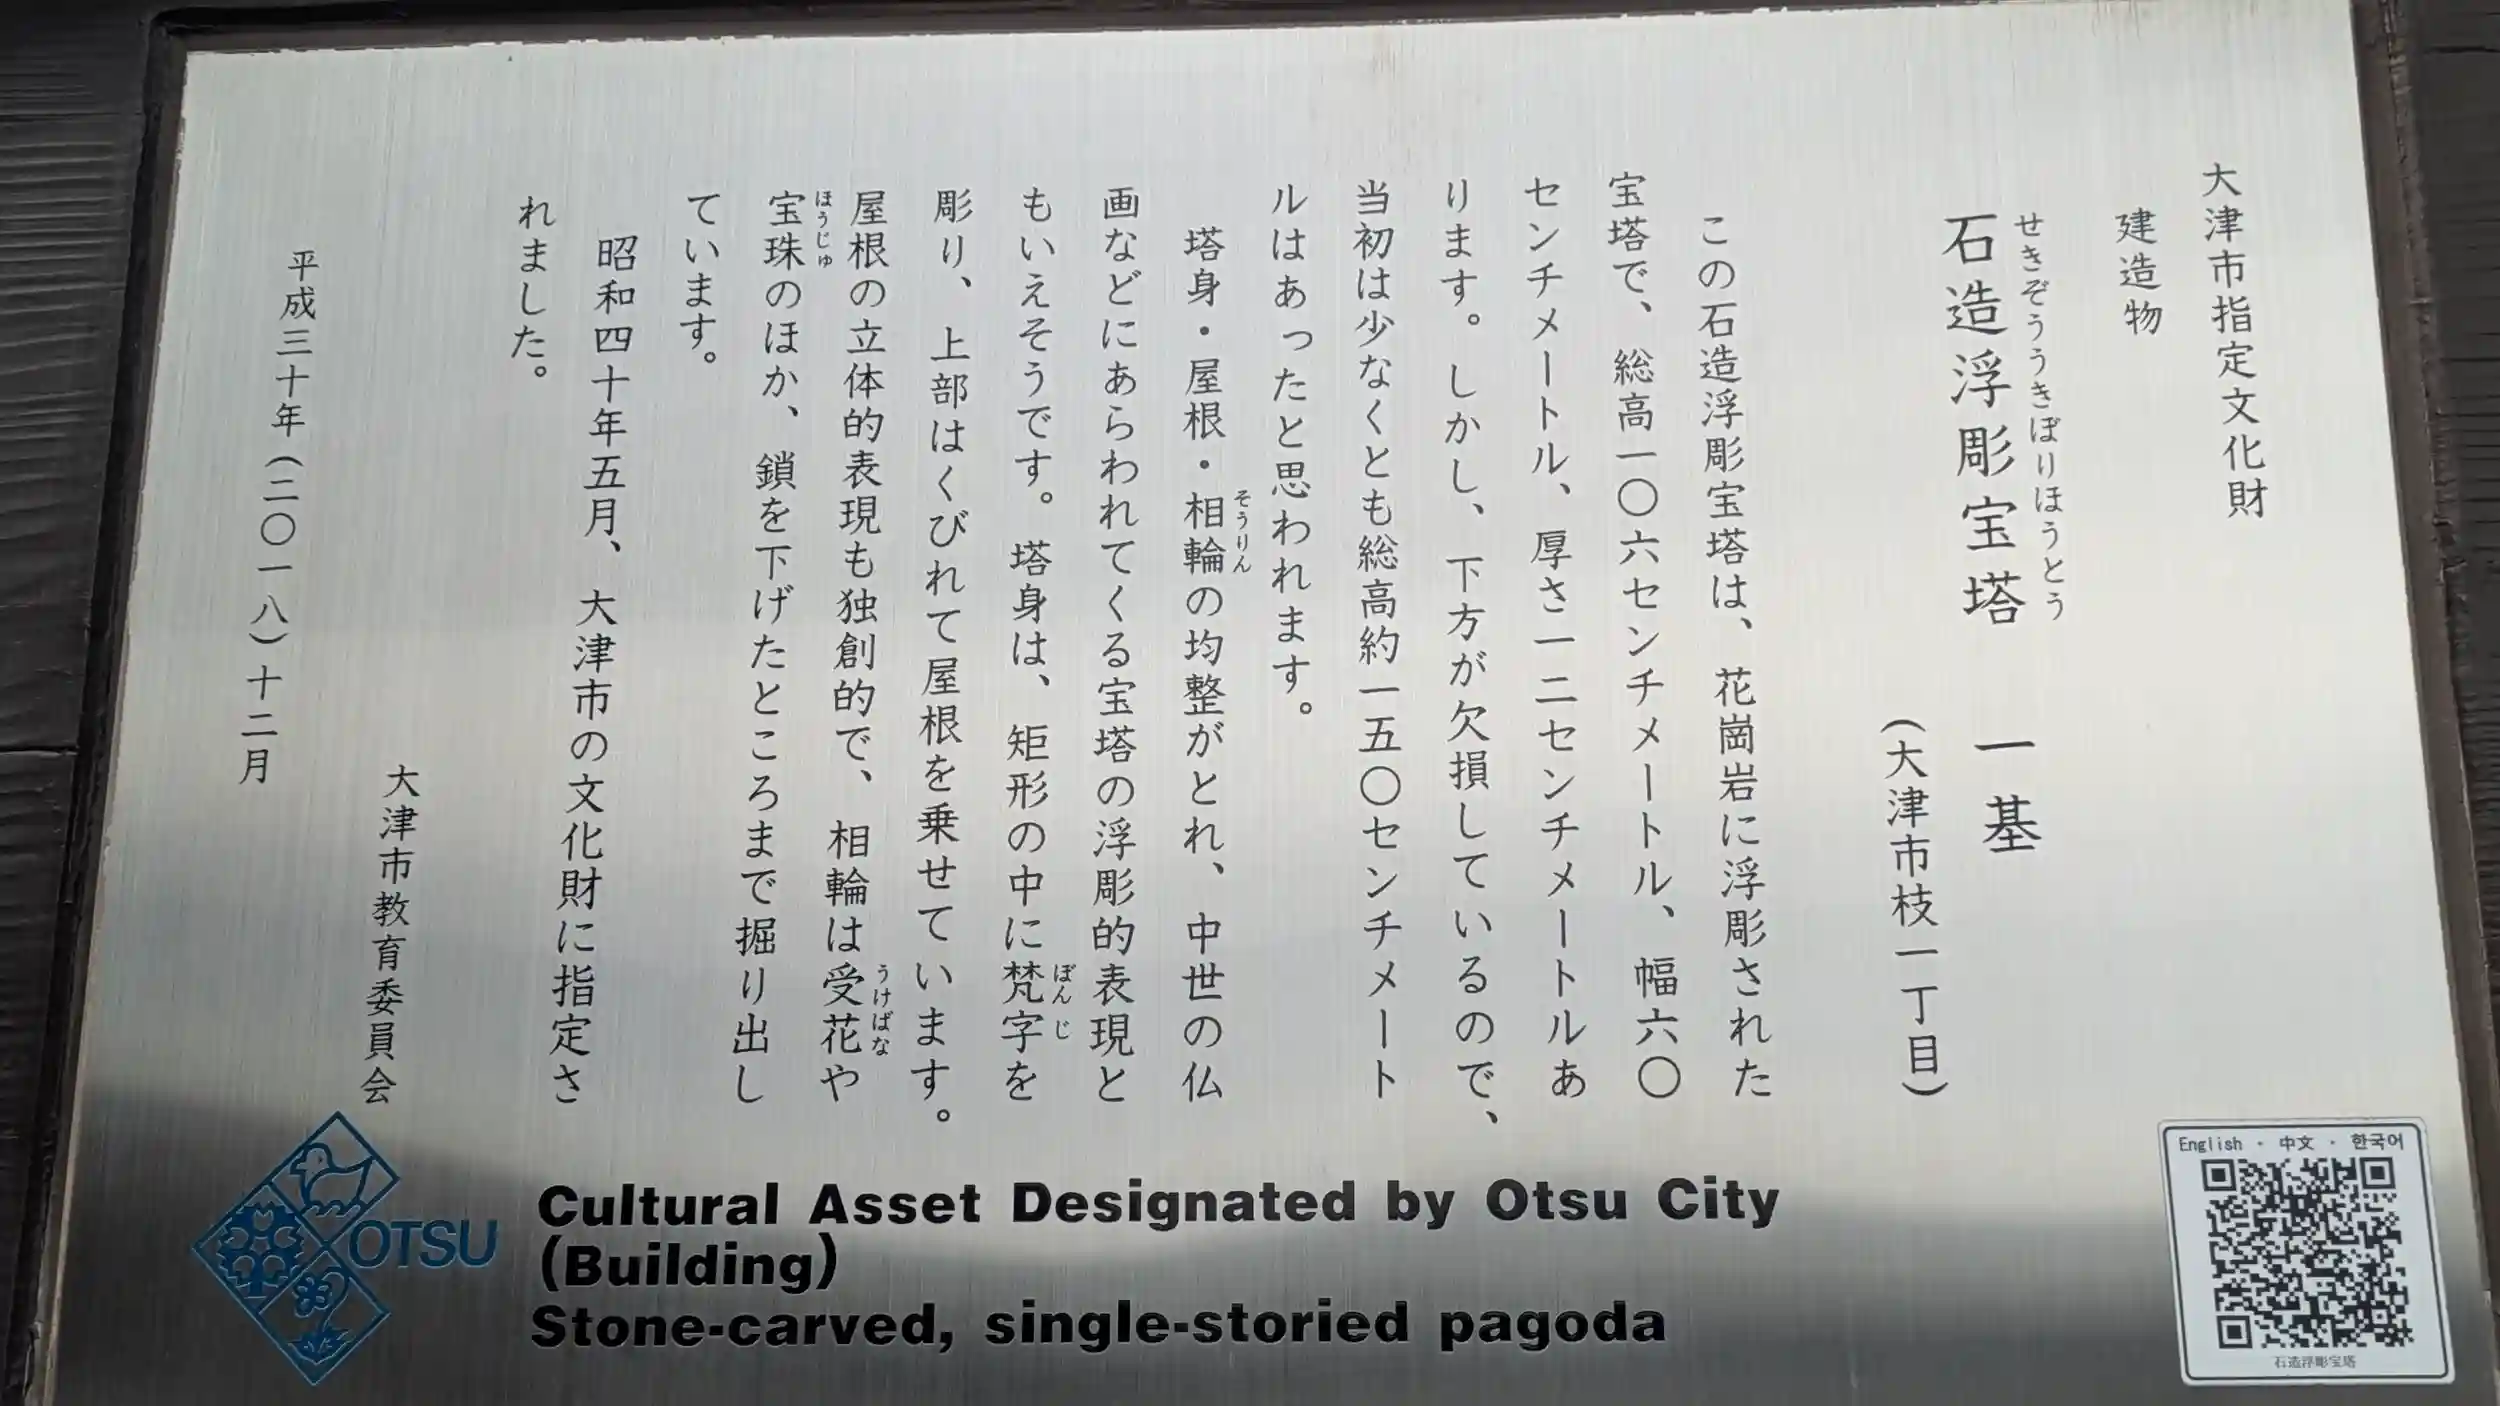 大津市指定文化財
建造物
せきぞううきぼりほうとう
石造浮彫宝塔 一基
(大津市枝一丁目)
この石造浮彫宝塔は、花崗岩に浮彫された
宝塔で、総高一〇六センチメートル、幅六〇
センチメートル、厚さ一二センチメートルあ
ります。しかし、下方が欠損しているので、
当初は少なくとも総高約一五〇センチメート
ルはあったと思われます。
そうりん
塔身・屋根・相輪の均整がとれ、中世の仏
画などにあらわれてくる宝塔の浮彫的表現と
ぼんじ
もいえそうです。塔身は、矩形の中に梵字を
彫り、上部はくびれて屋根を乗せています。
うけばな
屋根の立体的表現も独創的で、相輪は受花や
ほうじゅ
宝珠のほか、鎖を下げたところまで掘り出し
ています。
昭和四十年五月、大津市の文化財に指定さ
れました。
大津市教育委員会
平成三十年(二〇一八)十二月
OTSU
Cultural Asset Designated by Otsu City
(Building)
Stone-carved, single-storied pagoda
English ・ 中文 ・ 한국어
石造浮彫宝塔